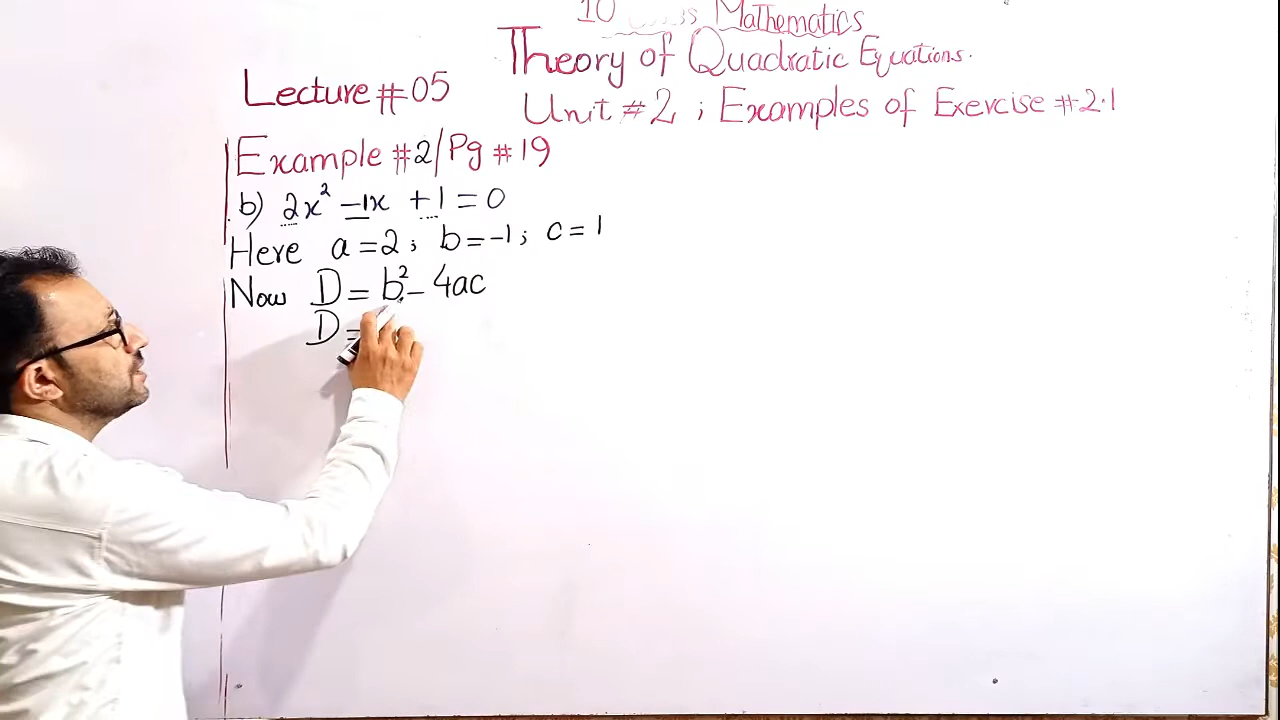 10 Mathematics
Theory of Quadratic Equations.
Lecture #05
Unit #2 ; Examples of Exercise #2.1
Example #2/Pg #19
b) 2x² -1x +1 = 0
Here a = 2 ; b = -1 ; c = 1
Now D = b² - 4ac
D =